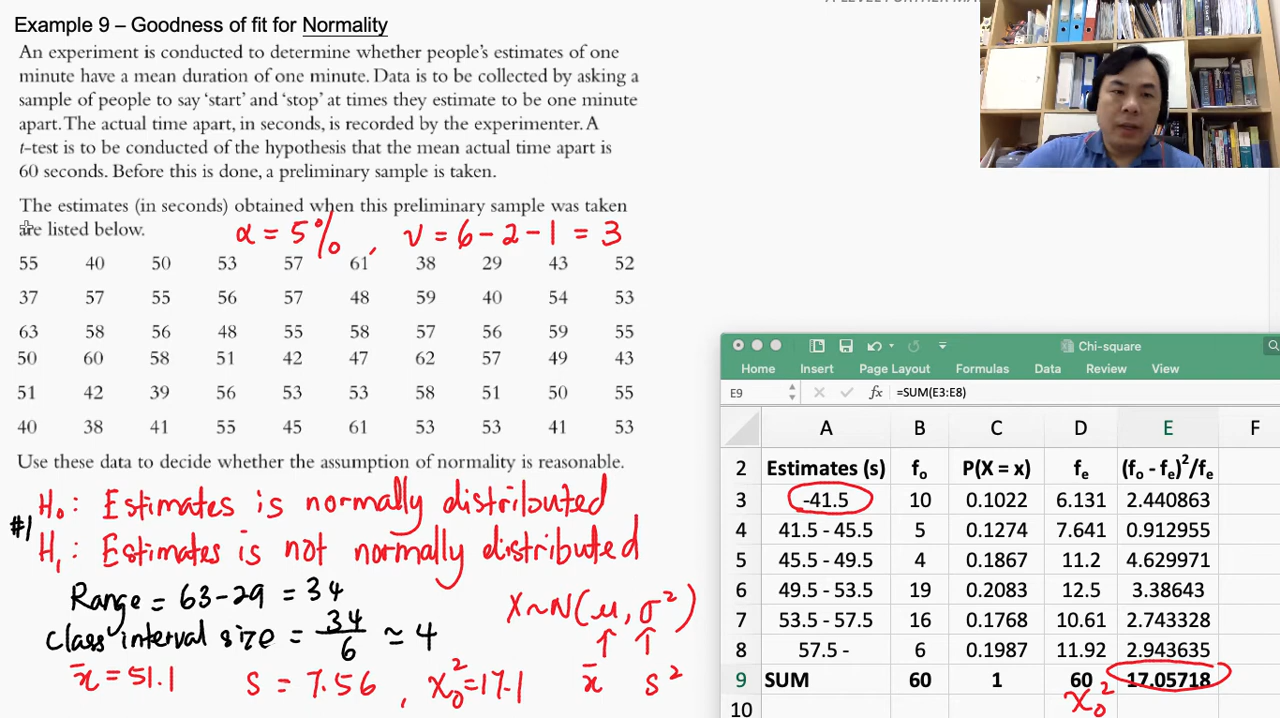 Example 9 – Goodness of fit for Normality
An experiment is conducted to determine whether people's estimates of one
minute have a mean duration of one minute. Data is to be collected by asking a
sample of people to say 'start' and 'stop' at times they estimate to be one minute
apart. The actual time apart, in seconds, is recorded by the experimenter. A
t-test is to be conducted of the hypothesis that the mean actual time apart is
60 seconds. Before this is done, a preliminary sample is taken.
The estimates (in seconds) obtained when this preliminary sample was taken
are listed below.
α = 5%, ν = 6 – 2 – 1 = 3
55 40 50 53 57 61 38 29 43 52
37 57 55 56 57 48 59 40 54 53
63 58 56 48 55 58 57 56 59 55
50 60 58 51 42 47 62 57 49 43
51 42 39 56 53 53 58 51 50 55
40 38 41 55 45 61 53 53 41 53
Use these data to decide whether the assumption of normality is reasonable.
#1
H₀: Estimates is normally distributed
H₁: Estimates is not normally distributed
Range = 63-29 = 34
class interval size = 34/6 ≃ 4
X~N(μ, σ²)
↑ ↑
x̄ s²
x̄ = 51.1 s = 7.56, χ₀² = 17.1
Chi-square
Home Insert Page Layout Formulas Data Review View
E9 fx =SUM(E3:E8)
A B C D E F
2 Estimates (s) fₒ P(X = x) fₑ (fₒ - fₑ)²/fₑ
3 -41.5 10 0.1022 6.131 2.440863
4 41.5 - 45.5 5 0.1274 7.641 0.912955
5 45.5 - 49.5 4 0.1867 11.2 4.629971
6 49.5 - 53.5 19 0.2083 12.5 3.38643
7 53.5 - 57.5 16 0.1768 10.61 2.743328
8 57.5 - 6 0.1987 11.92 2.943635
9 SUM 60 1 60 17.05718
10
χ₀²